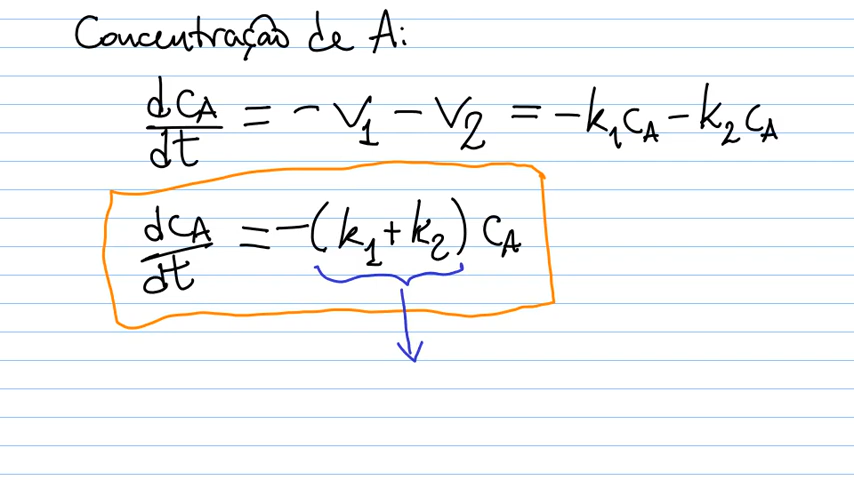 Concentração de A:
dCA/dt = -V1 - V2 = -k1CA - k2CA
dCA/dt = -(k1+k2) CA